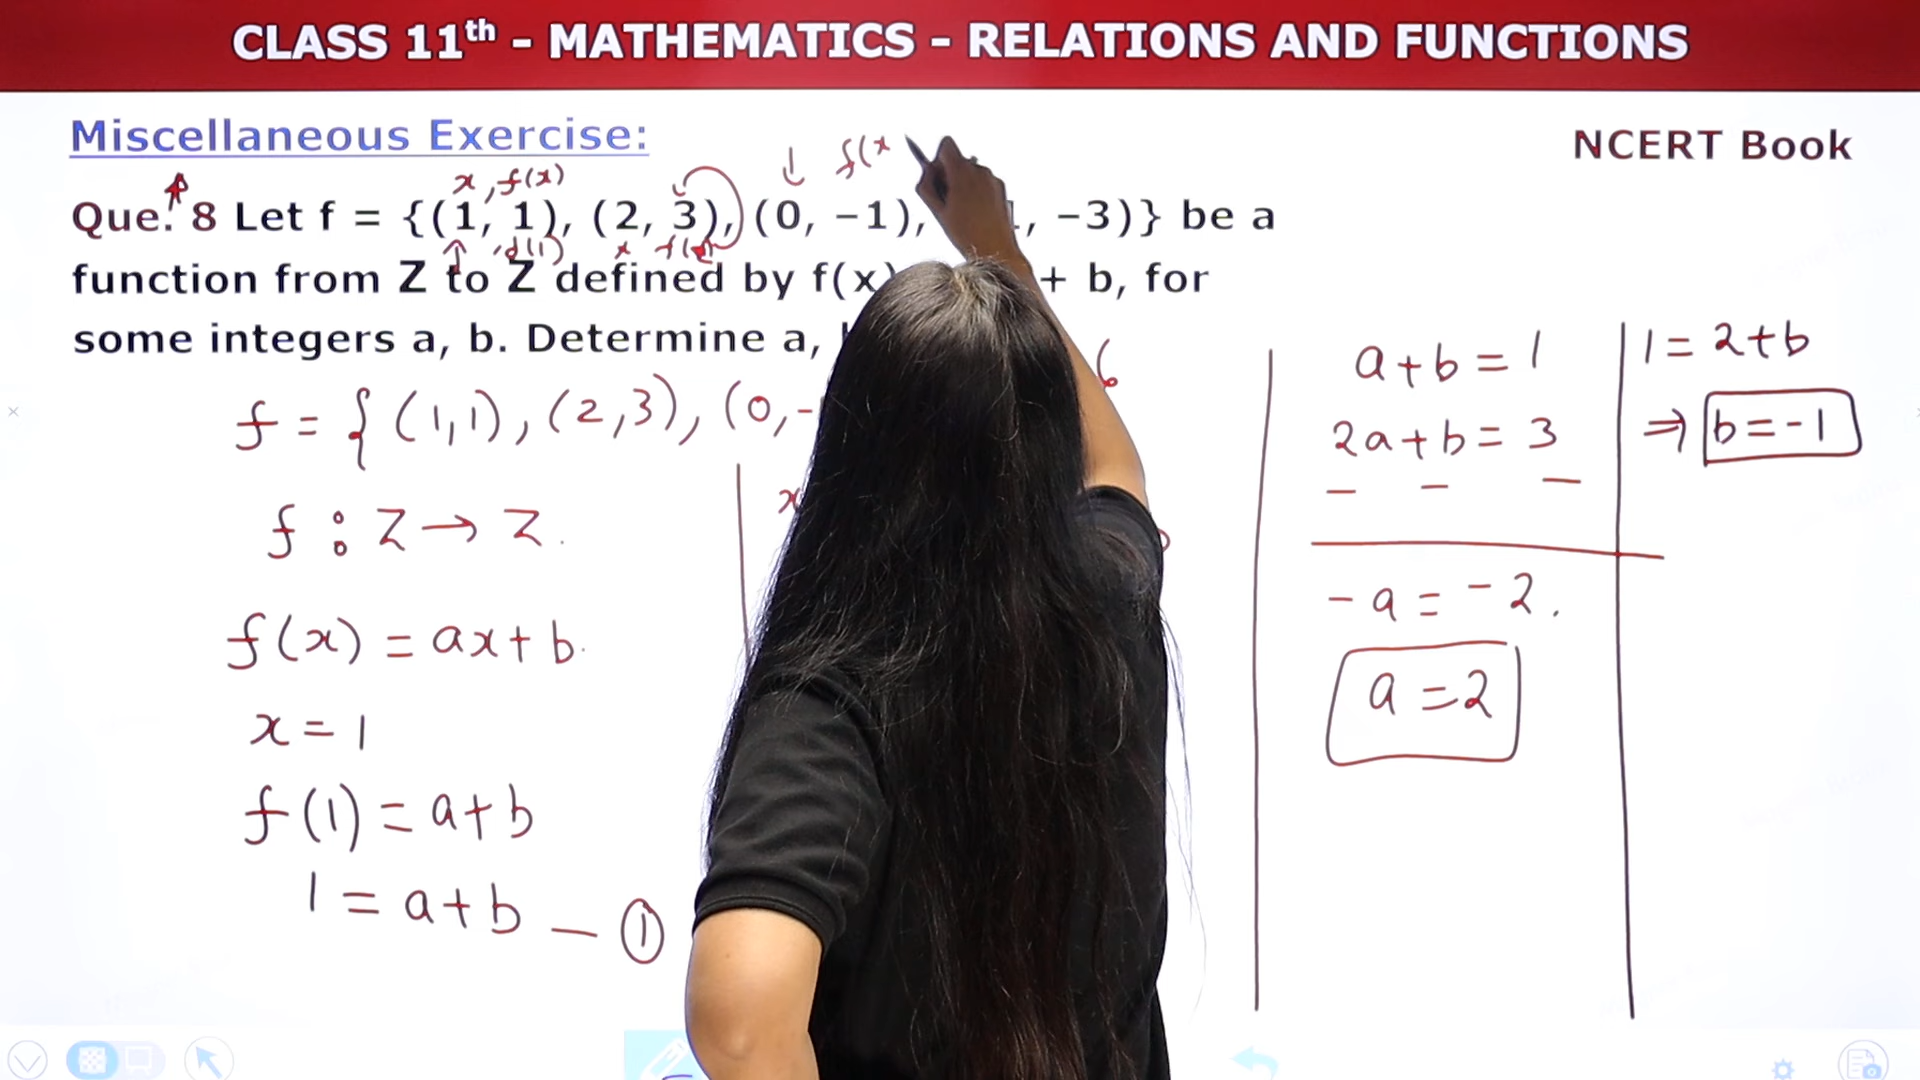 CLASS 11th - MATHEMATICS - RELATIONS AND FUNCTIONS
Miscellaneous Exercise:
NCERT Book
x, f(x)
f(x
Que. 8 Let f = {(1, 1), (2, 3), (0, −1), , −3)} be a
f(1) x
function from Z to Z defined by f(x) + b, for
some integers a, b. Determine a,
f = { (1,1), (2,3), (0,-
f : Z → Z.
f(x) = ax+b.
x = 1
f(1) = a+b
1 = a+b — ①
x
a+b = 1
2a+b = 3
− − −
-a = -2.
a = 2
1 = 2+b
⇒ b = -1